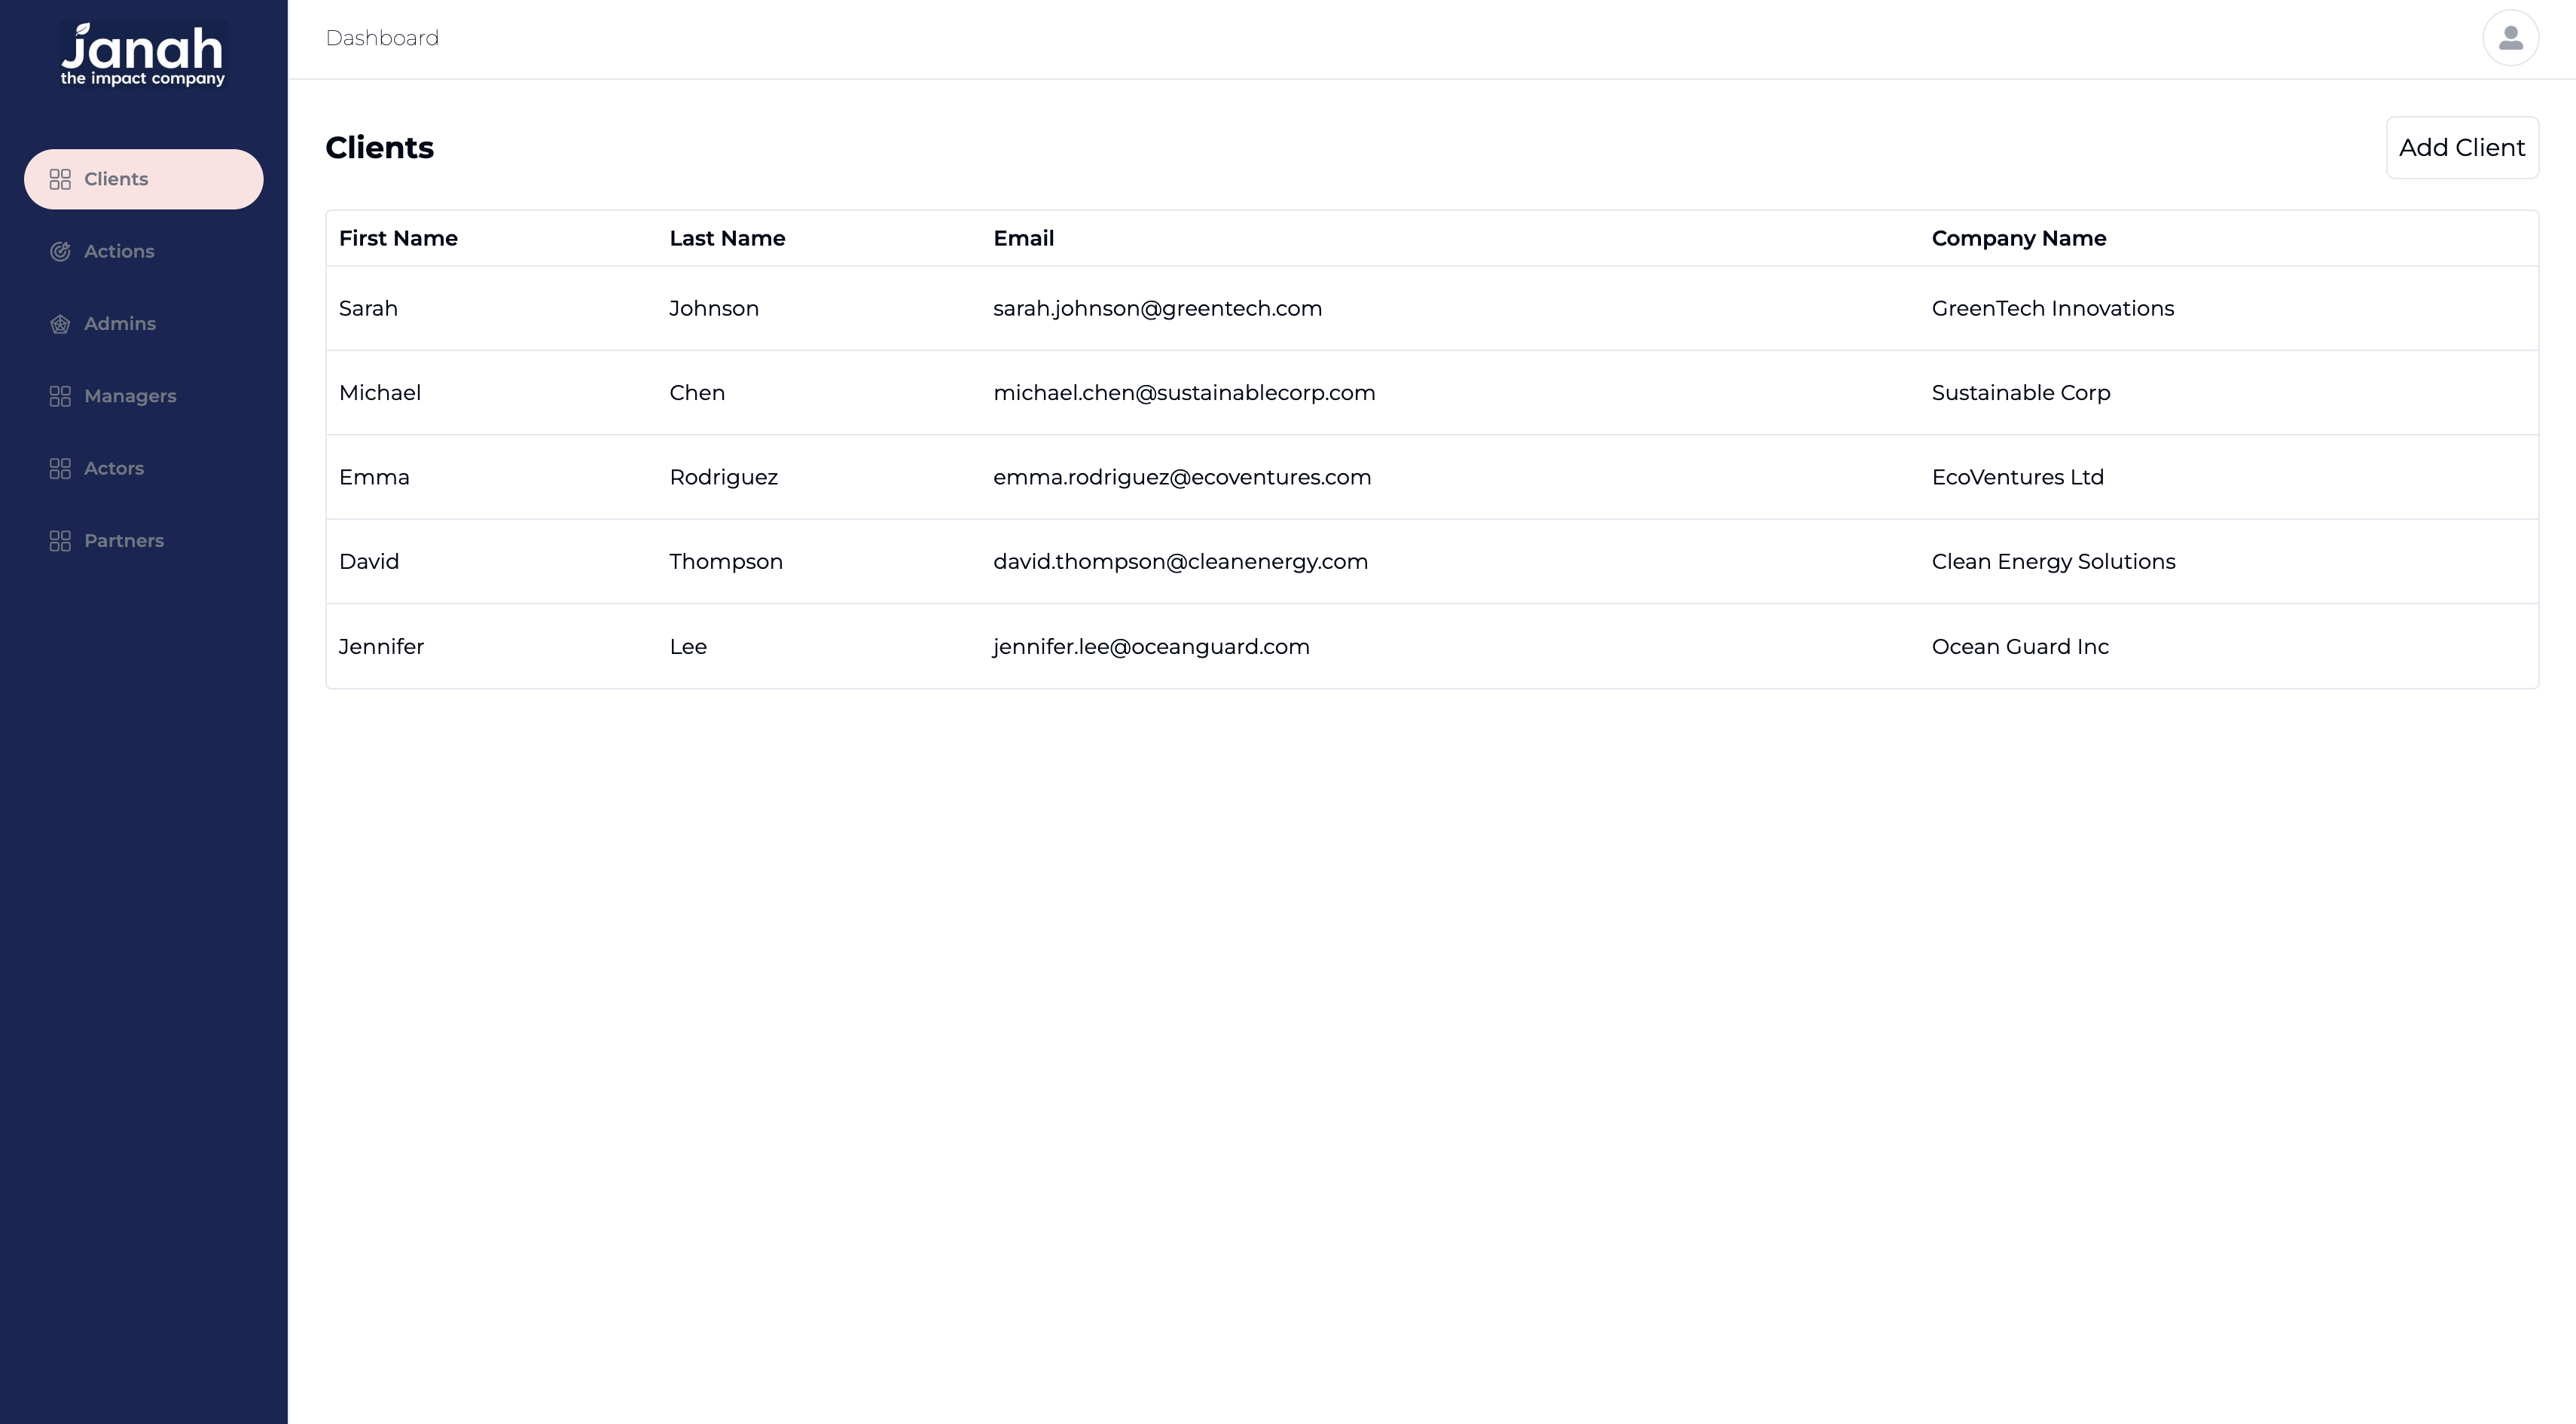 Janah
the impact company
Clients
Actions
Admins
Managers
Actors
Partners
Dashboard
Clients
Add Client
First Name Last Name Email Company Name
Sarah Johnson sarah.johnson@greentech.com GreenTech Innovations
Michael Chen michael.chen@sustainablecorp.com Sustainable Corp
Emma Rodriguez emma.rodriguez@ecoventures.com EcoVentures Ltd
David Thompson david.thompson@cleanenergy.com Clean Energy Solutions
Jennifer Lee jennifer.lee@oceanguard.com Ocean Guard Inc